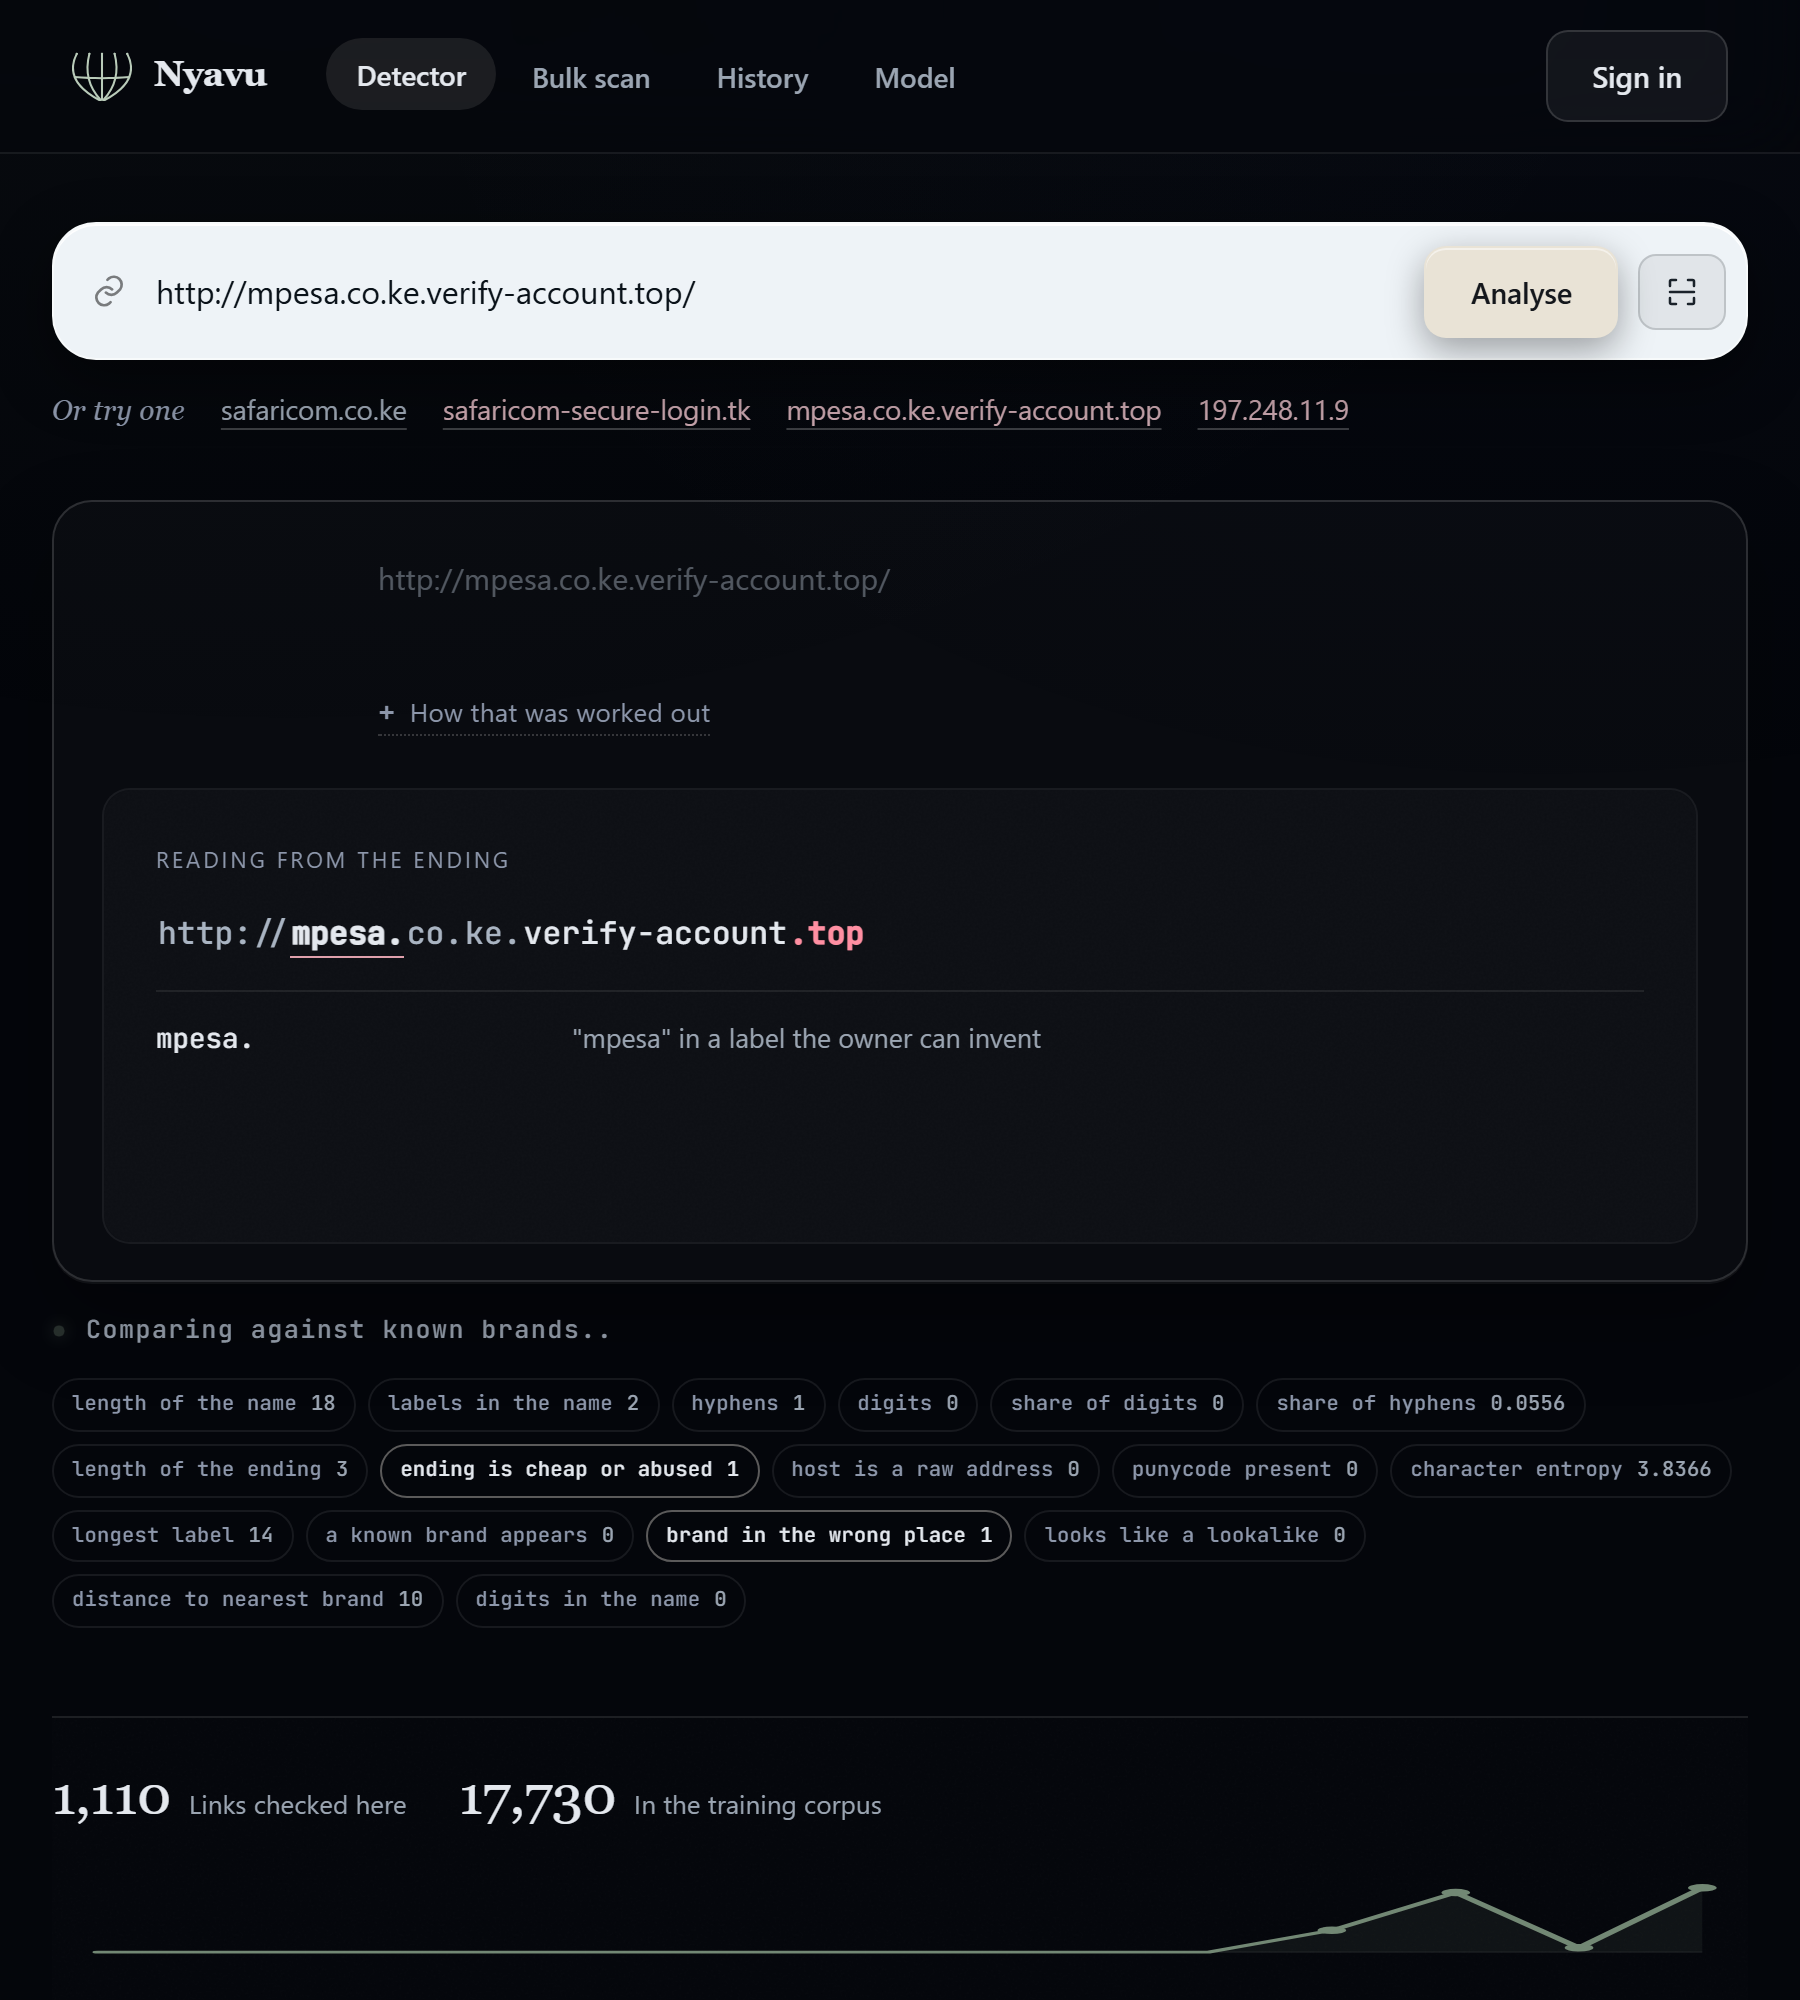 Nyavu Detector Bulk scan History Model Sign in
http://mpesa.co.ke.verify-account.top/ Analyse
Or try one safaricom.co.ke safaricom-secure-login.tk mpesa.co.ke.verify-account.top 197.248.11.9
http://mpesa.co.ke.verify-account.top/
+ How that was worked out
READING FROM THE ENDING
http://mpesa.co.ke.verify-account.top
mpesa. "mpesa" in a label the owner can invent
Comparing against known brands..
length of the name 18 labels in the name 2 hyphens 1 digits 0 share of digits 0 share of hyphens 0.0556
length of the ending 3 ending is cheap or abused 1 host is a raw address 0 punycode present 0 character entropy 3.8366
longest label 14 a known brand appears 0 brand in the wrong place 1 looks like a lookalike 0
distance to nearest brand 10 digits in the name 0
1,110 Links checked here 17,730 In the training corpus